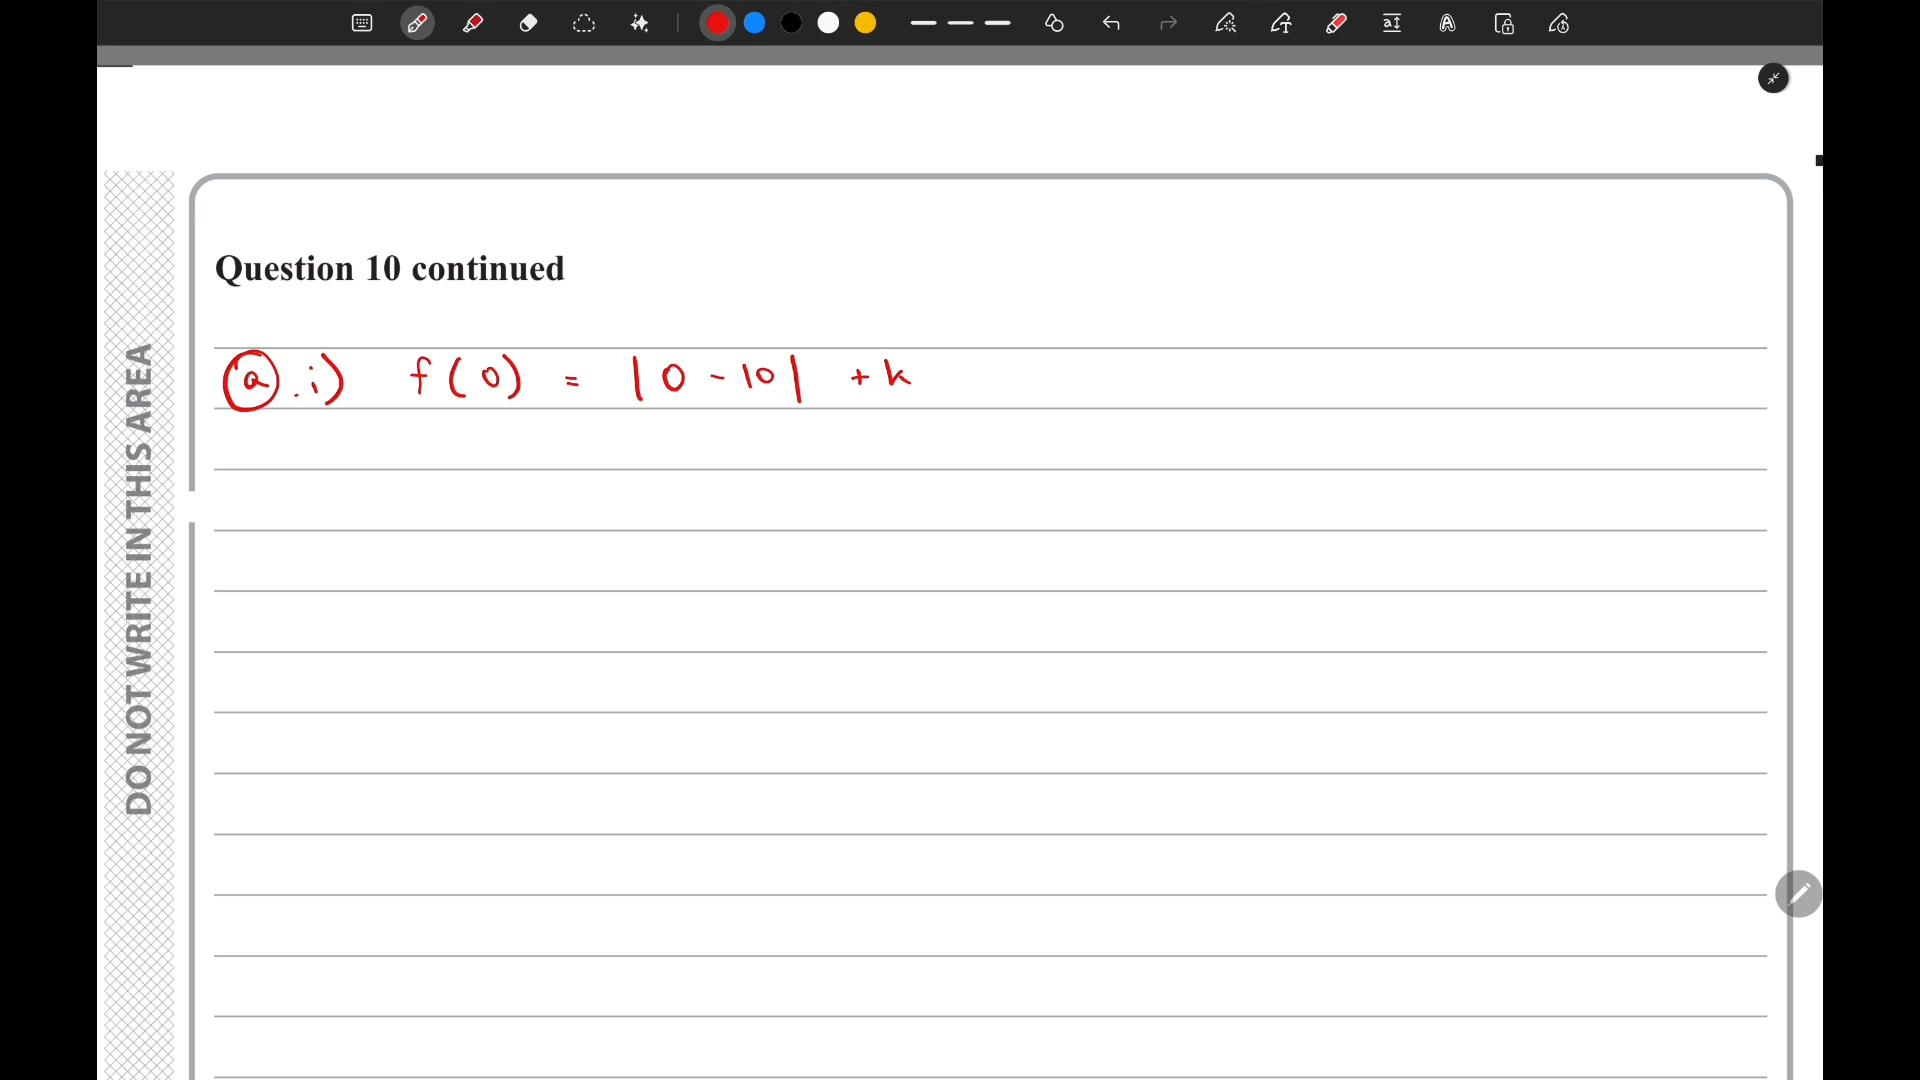 Question 10 continued
a .i) f(0) = |0 - 10| + k
DO NOT WRITE IN THIS AREA